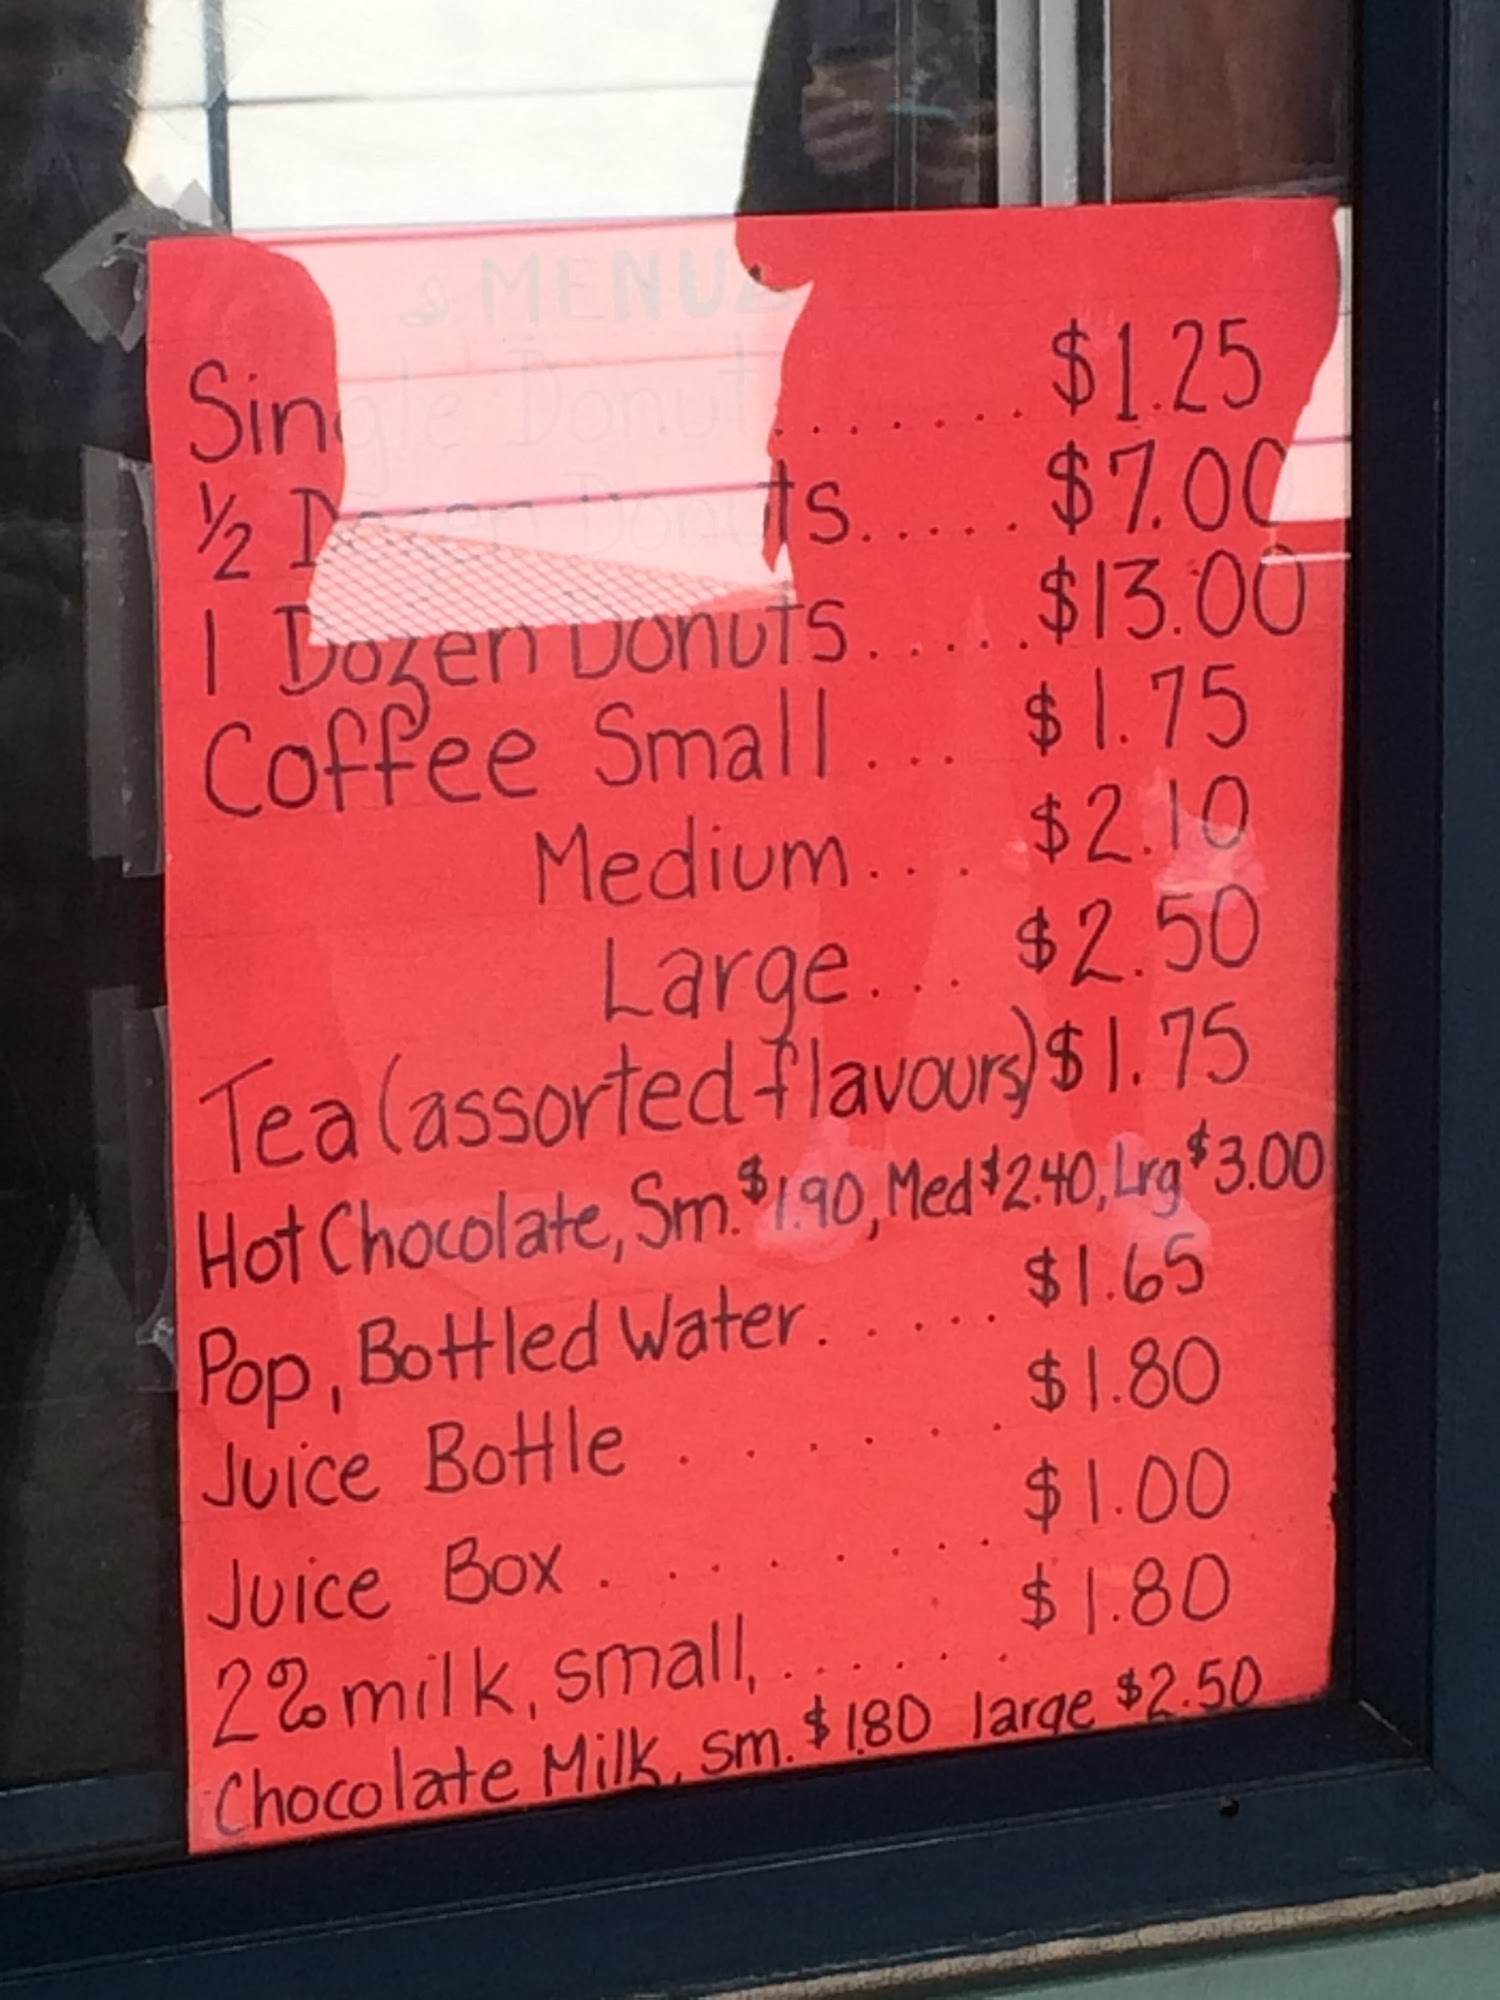 MENU
Single Donut....... $1.25
½ Dozen Donuts..... $7.00
1 Dozen Donuts..... $13.00
Coffee Small... $1.75
Medium... $2.10
Large... $2.50
Tea (assorted flavours) $1.75
Hot Chocolate, Sm. $1.90, Med $2.40, Lrg $3.00
Pop, Bottled Water...... $1.65
Juice Bottle...... $1.80
Juice Box....... $1.00
2% milk, small, ....... $1.80
Chocolate Milk, sm. $1.80 large $2.50